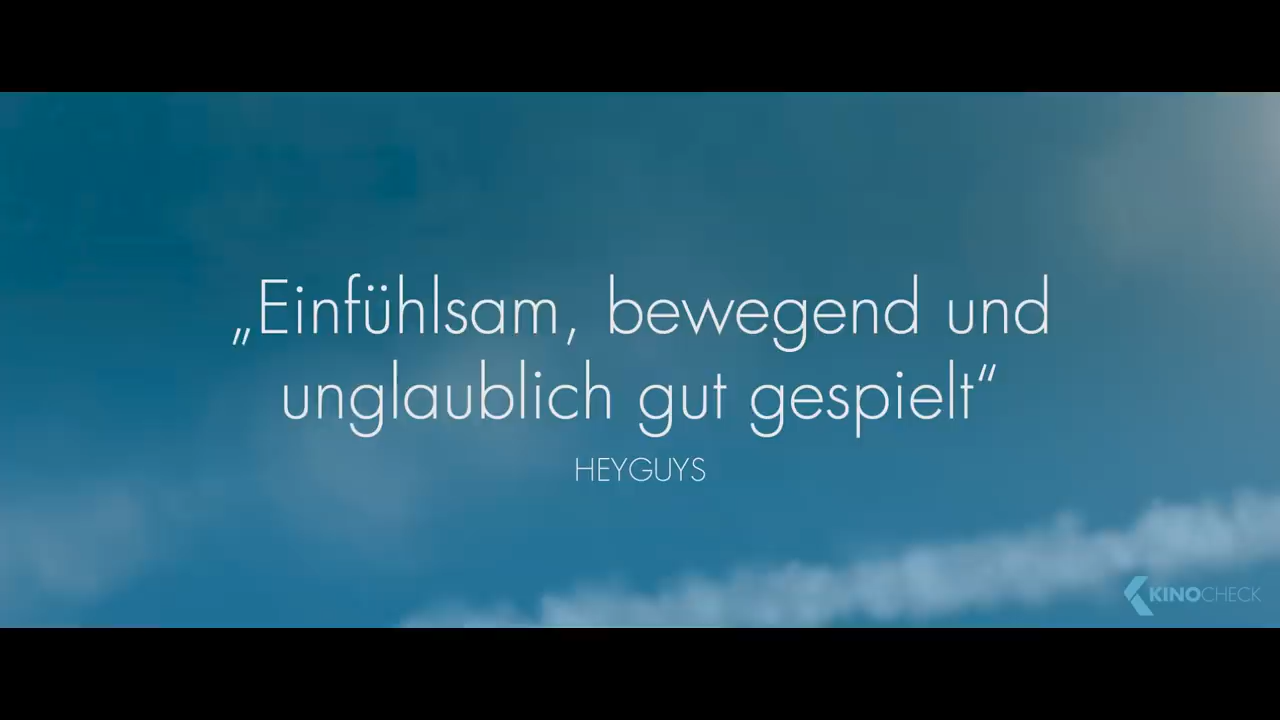 „Einfühlsam, bewegend und
unglaublich gut gespielt“
HEYGUYS
KINOCHECK